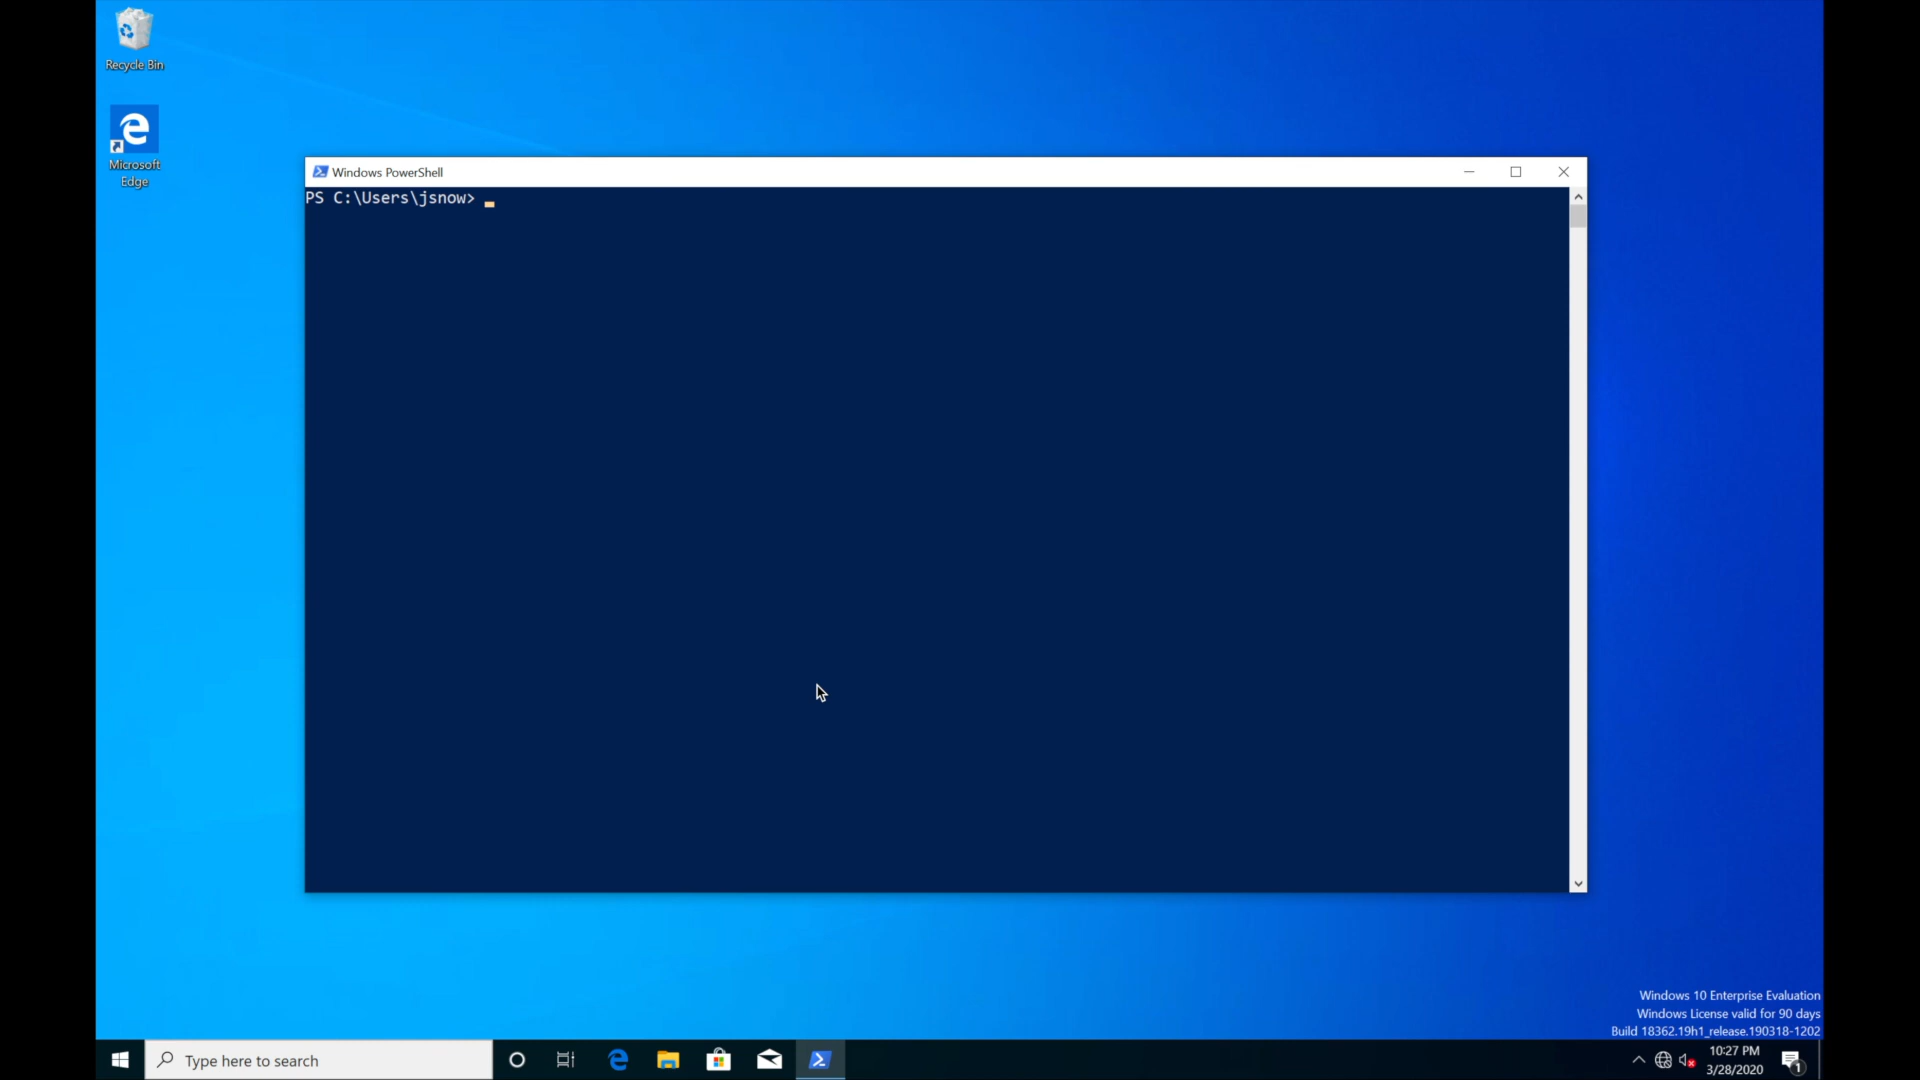 Recycle Bin
Microsoft
Edge
Windows PowerShell
PS C:\Users\jsnow>
Windows 10 Enterprise Evaluation
Windows License valid for 90 days
Build 18362.19h1_release.190318-1202
Type here to search
10:27 PM
3/28/2020
1